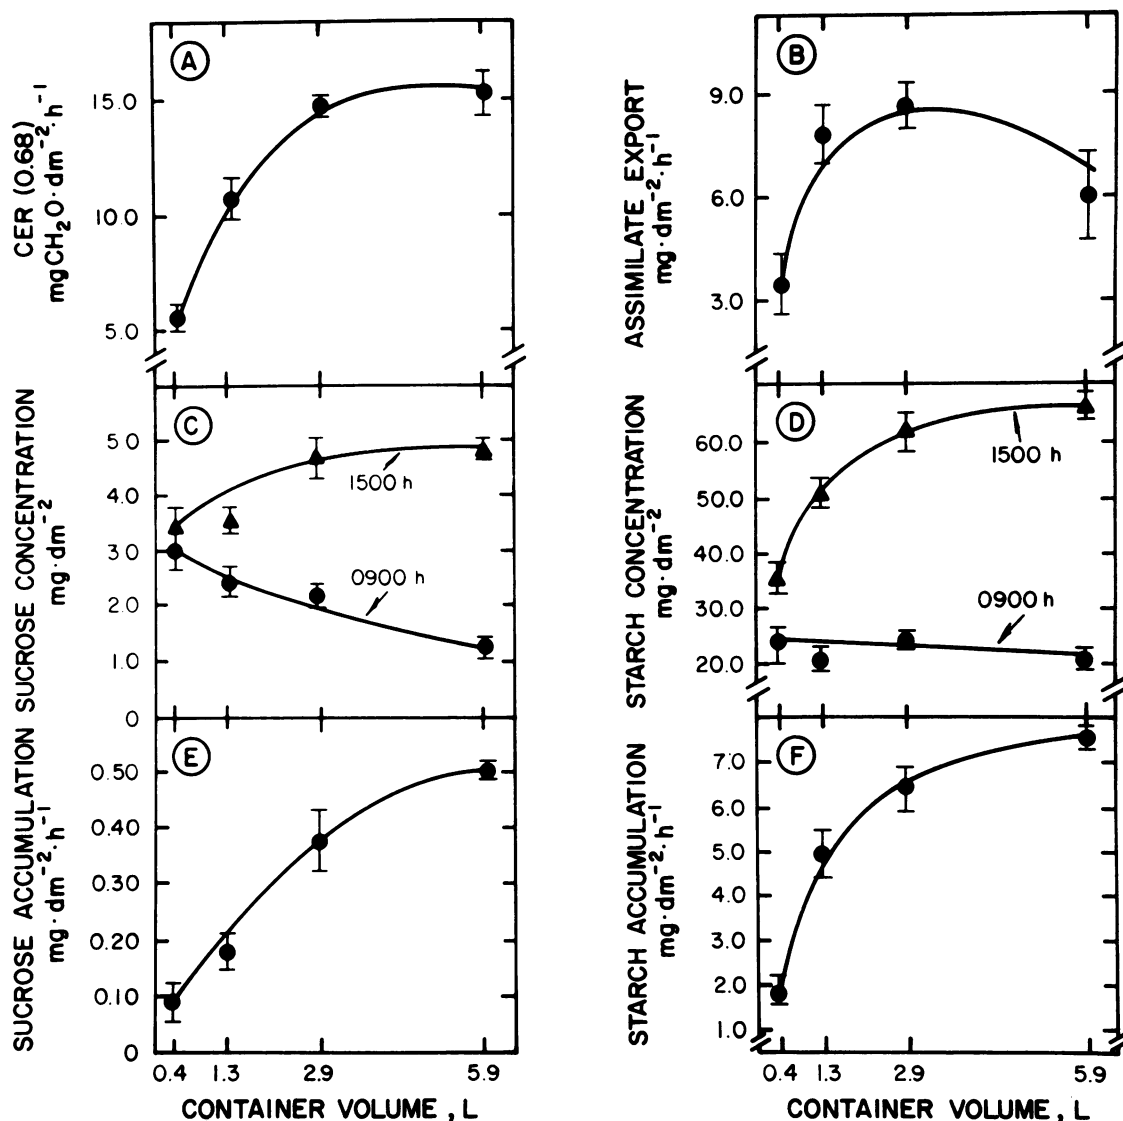 A
CER (0.68)
mgCH2O·dm-2·h-1
15.0
10.0
5.0
B
ASSIMILATE EXPORT
mg·dm-2·h-1
9.0
6.0
3.0
C
SUCROSE CONCENTRATION
mg·dm-2
5.0
4.0
3.0
2.0
1.0
0
1500 h
0900 h
D
STARCH CONCENTRATION
mg·dm-2
60.0
50.0
40.0
30.0
20.0
1500 h
0900 h
E
SUCROSE ACCUMULATION
mg·dm-2·h-1
0.50
0.40
0.30
0.20
0.10
0
0.4 1.3 2.9 5.9
CONTAINER VOLUME, L
F
STARCH ACCUMULATION
mg·dm-2·h-1
7.0
6.0
5.0
4.0
3.0
2.0
1.0
0.4 1.3 2.9 5.9
CONTAINER VOLUME, L